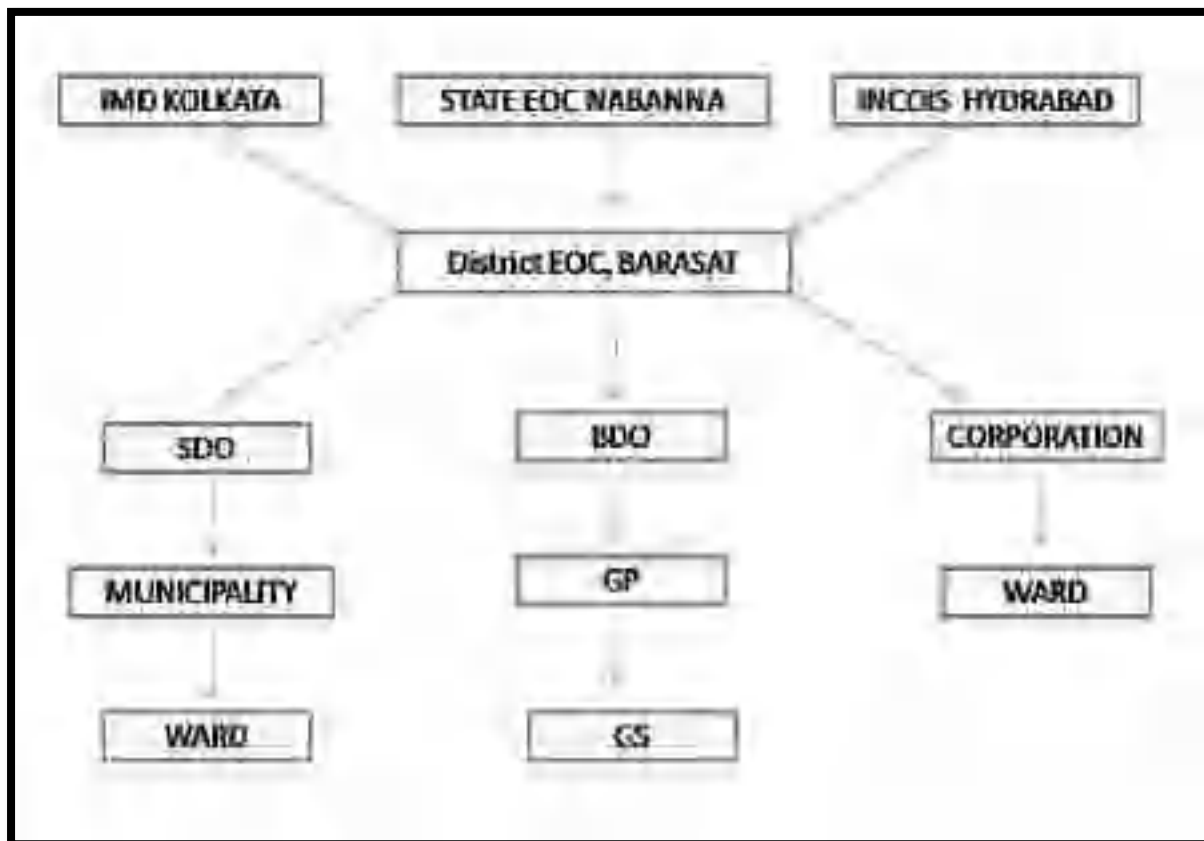 IMD KOLKATA
STATE EOC NABANNA
INCOIS HYDRABAD
District EOC, BARASAT
SDO
BDO
CORPORATION
MUNICIPALITY
GP
WARD
WARD
GS